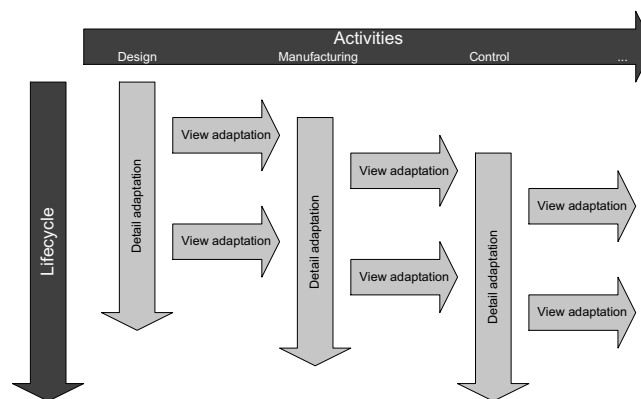 Activities
Design Manufacturing Control ...
Lifecycle
Detail adaptation
View adaptation
View adaptation
Detail adaptation
View adaptation
View adaptation
Detail adaptation
View adaptation
View adaptation